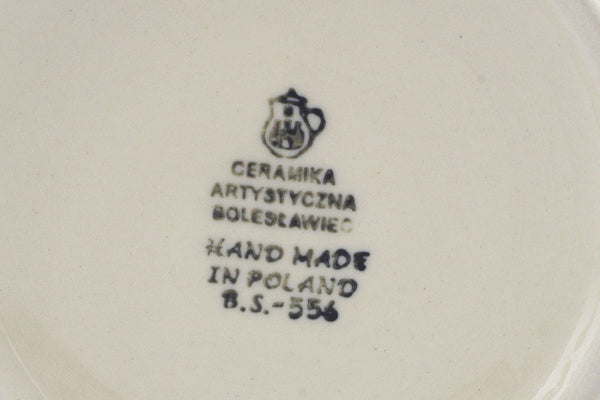 CERAMIKA
ARTYSTYCZNA
BOLESŁAWIEC
HAND MADE
IN POLAND
B.S.-556